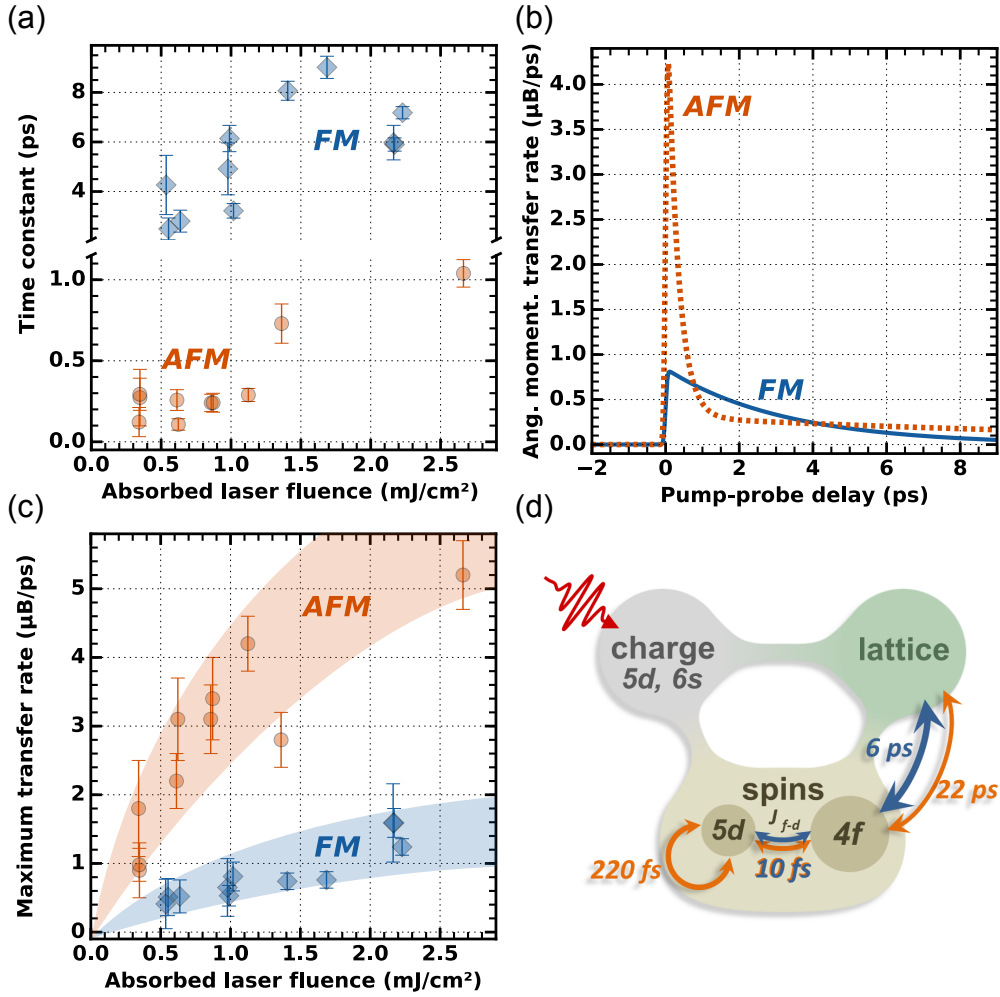 (a)
Time constant (ps)
8
6
4
1.0
0.5
0.0
FM
AFM
0.0 0.5 1.0 1.5 2.0 2.5
Absorbed laser fluence (mJ/cm²)
(b)
Ang. moment. transfer rate (µB/ps)
4.0
3.5
3.0
2.5
2.0
1.5
1.0
0.5
0.0
AFM
FM
−2 0 2 4 6 8
Pump-probe delay (ps)
(c)
Maximum transfer rate (µB/ps)
5
4
3
2
1
0
AFM
FM
0.0 0.5 1.0 1.5 2.0 2.5
Absorbed laser fluence (mJ/cm²)
(d)
charge
5d, 6s
lattice
6 ps
22 ps
spins
J f-d
5d
4f
220 fs
10 fs